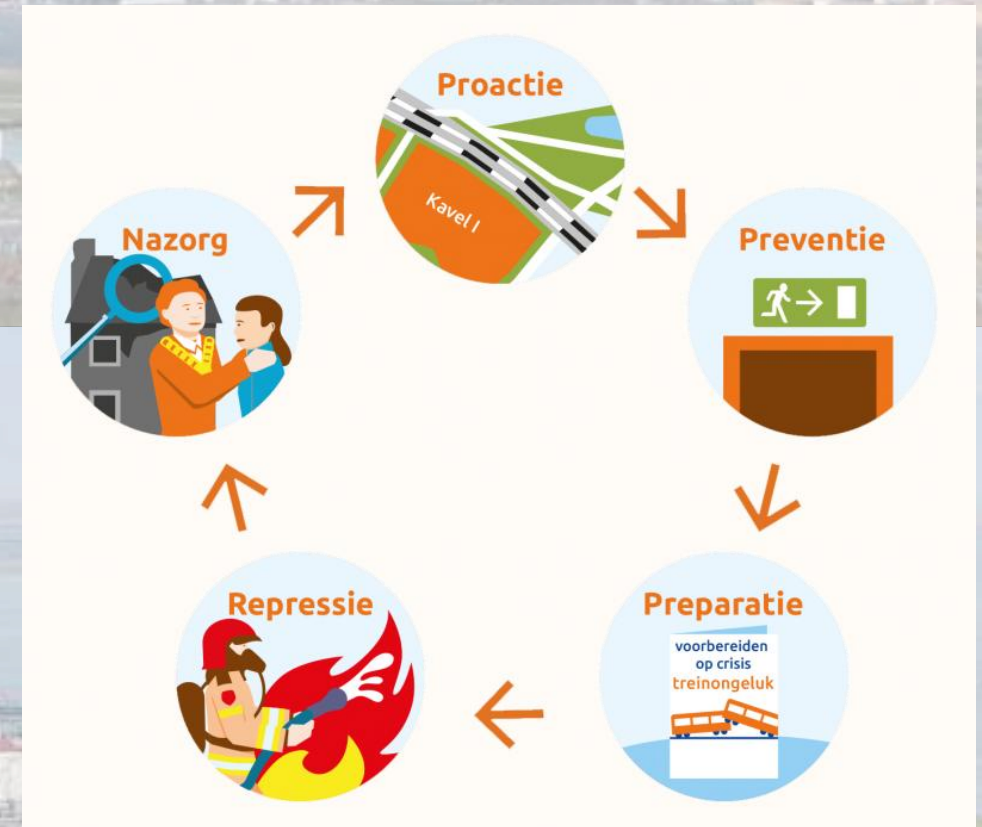 Proactie
Kavel I
Preventie
Preparatie
voorbereiden
op crisis
treinongeluk
Repressie
Nazorg